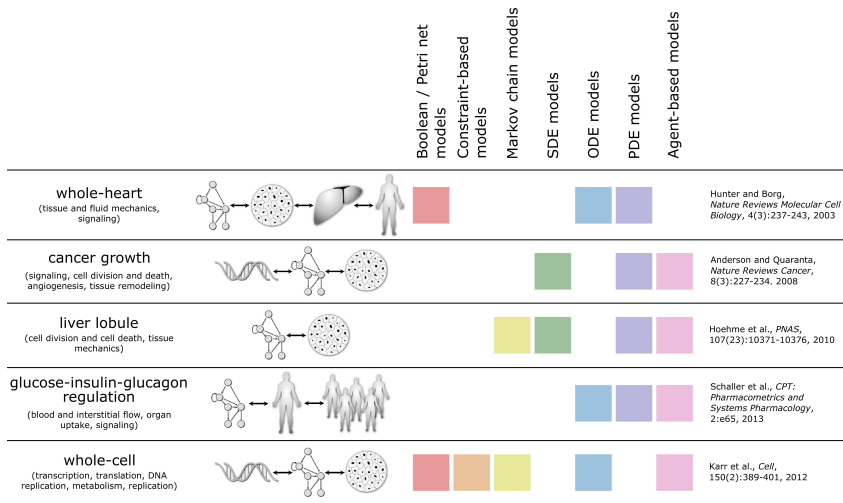 Boolean / Petri net
models
Constraint-based
models
Markov chain models
SDE models
ODE models
PDE models
Agent-based models
whole-heart
(tissue and fluid mechanics,
signaling)
Hunter and Borg,
Nature Reviews Molecular Cell
Biology, 4(3):237-243, 2003
cancer growth
(signaling, cell division and death,
angiogenesis, tissue remodeling)
Anderson and Quaranta,
Nature Reviews Cancer,
8(3):227-234. 2008
liver lobule
(cell division and cell death, tissue
mechanics)
Hoehme et al., PNAS,
107(23):10371-10376, 2010
glucose-insulin-glucagon
regulation
(blood and interstitial flow, organ
uptake, signaling)
Schaller et al., CPT:
Pharmacometrics and
Systems Pharmacology,
2:e65, 2013
whole-cell
(transcription, translation, DNA
replication, metabolism, replication)
Karr et al., Cell,
150(2):389-401, 2012